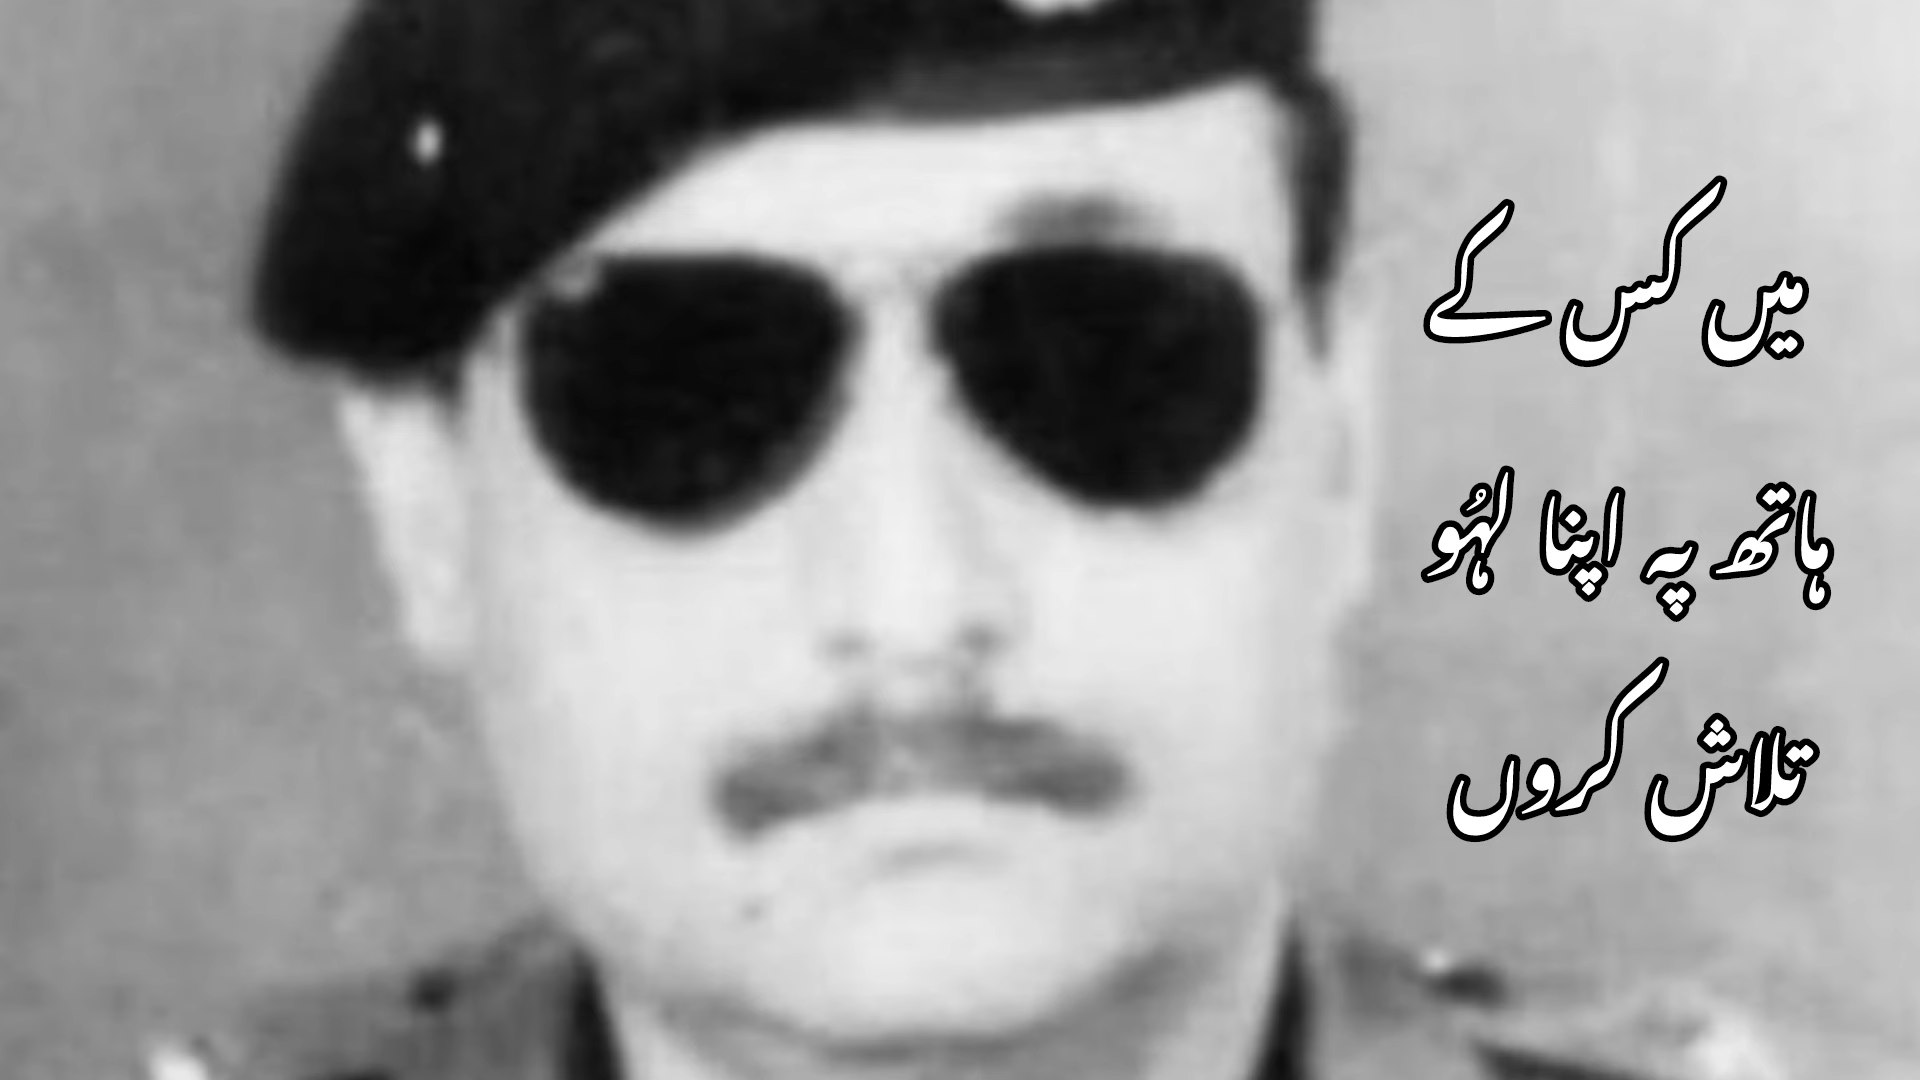 میں کس کے
ہاتھ پہ اپنا لہُو
تلاش کروں